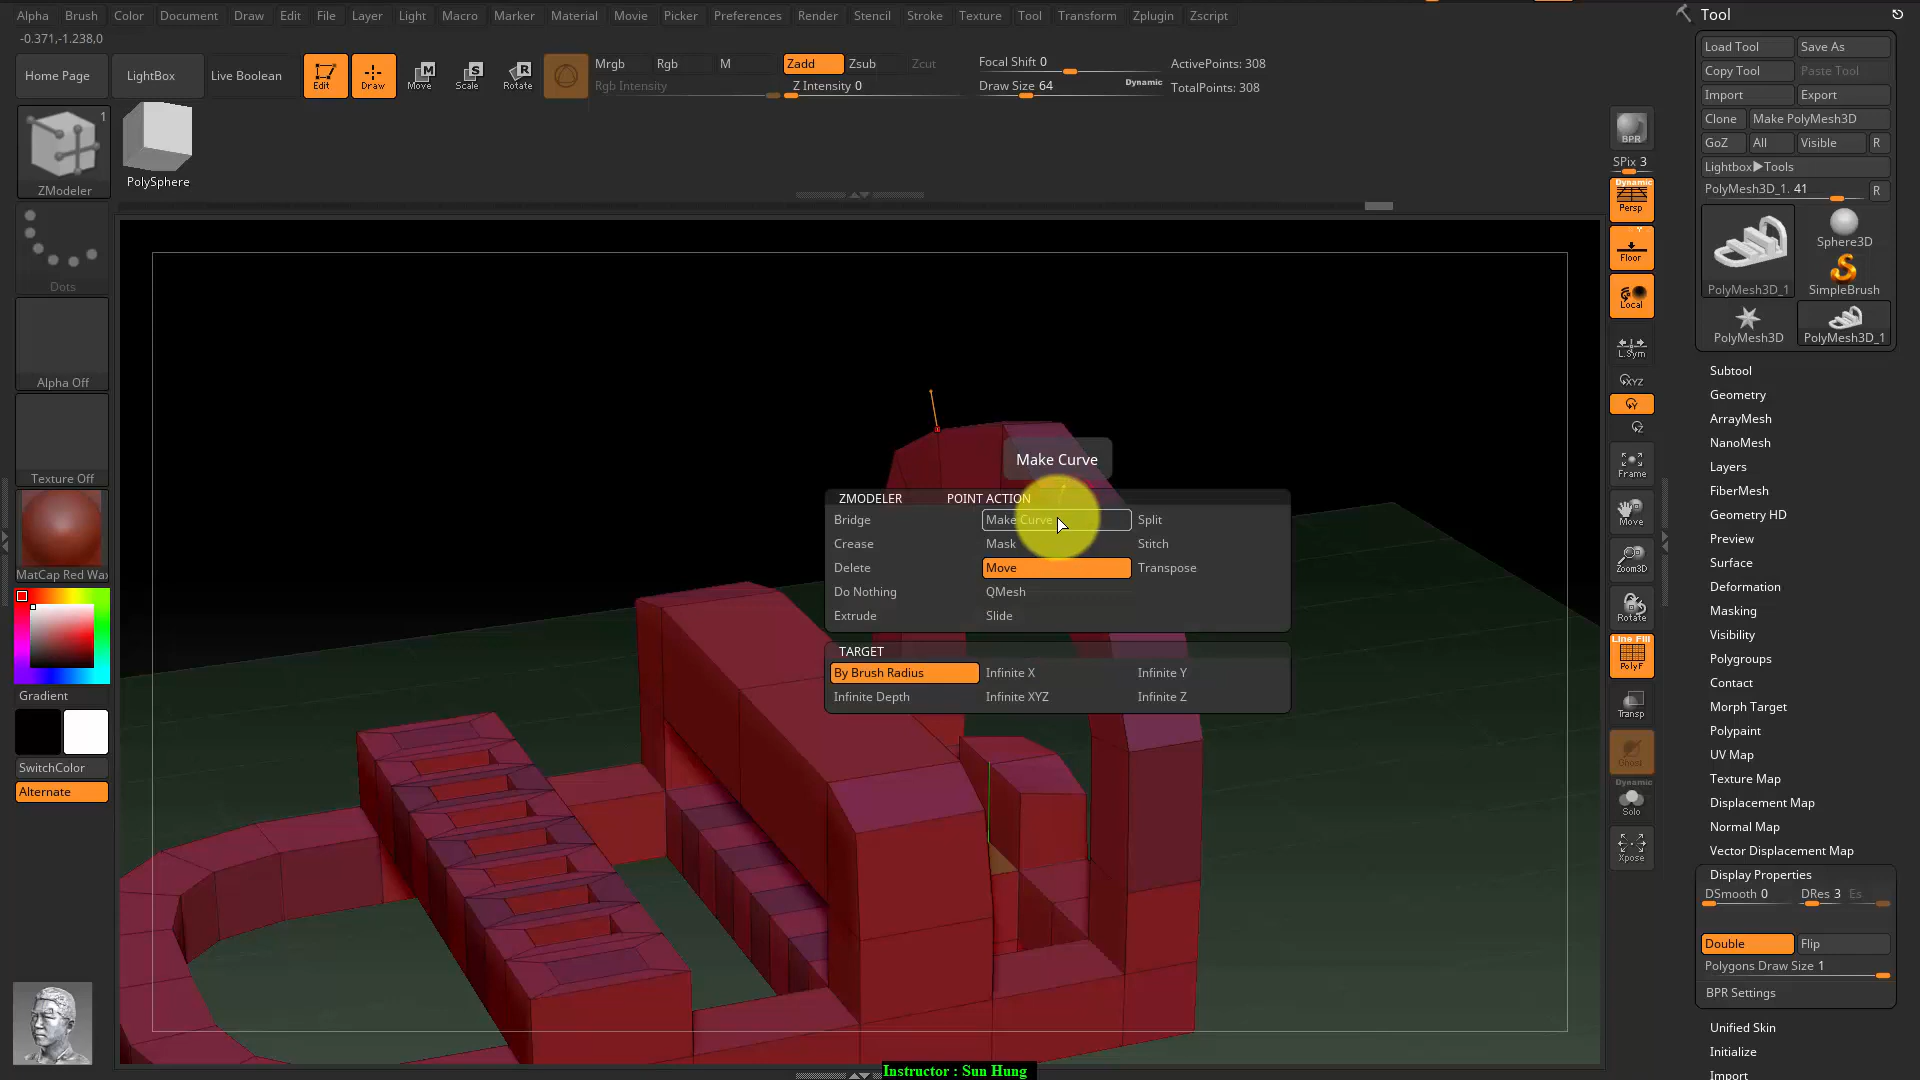 Alpha Brush Color Document Draw Edit File Layer Light Macro Marker Material Movie Picker Preferences Render Stencil Stroke Texture Tool Transform Zplugin Zscript
Tool
-0.371,-1.238,0
Load Tool Save As
Copy Tool Paste Tool
Import Export
Clone Make PolyMesh3D
GoZ All Visible R
Lightbox▶Tools
PolyMesh3D_1. 41 R
Home Page
LightBox
Live Boolean
Edit
Draw
M Move
S Scale
R Rotate
Mrgb Rgb M
Rgb Intensity
Zadd Zsub Zcut
Z Intensity 0
Focal Shift 0
Draw Size 64
Dynamic
ActivePoints: 308
TotalPoints: 308
1
ZModeler
PolySphere
Dots
Alpha Off
Texture Off
MatCap Red Wax
Gradient
SwitchColor
Alternate
Make Curve
ZMODELER POINT ACTION
Bridge Make Curve Split
Crease Mask Stitch
Delete Move Transpose
Do Nothing QMesh
Extrude Slide
TARGET
By Brush Radius Infinite X Infinite Y
Infinite Depth Infinite XYZ Infinite Z
BPR
SPix 3
Dynamic
Persp
Floor
Local
L.Sym
XYZ
Y
Z
Frame
Move
Zoom3D
Rotate
Line Fill
PolyF
Transp
Ghost
Dynamic
Solo
Xpose
PolyMesh3D_1
Sphere3D
SimpleBrush
PolyMesh3D
PolyMesh3D_1
Subtool
Geometry
ArrayMesh
NanoMesh
Layers
FiberMesh
Geometry HD
Preview
Surface
Deformation
Masking
Visibility
Polygroups
Contact
Morph Target
Polypaint
UV Map
Texture Map
Displacement Map
Normal Map
Vector Displacement Map
Display Properties
DSmooth 0 DRes 3 Es
Double Flip
Polygons Draw Size 1
BPR Settings
Unified Skin
Initialize
Import
Instructor : Sun Hung